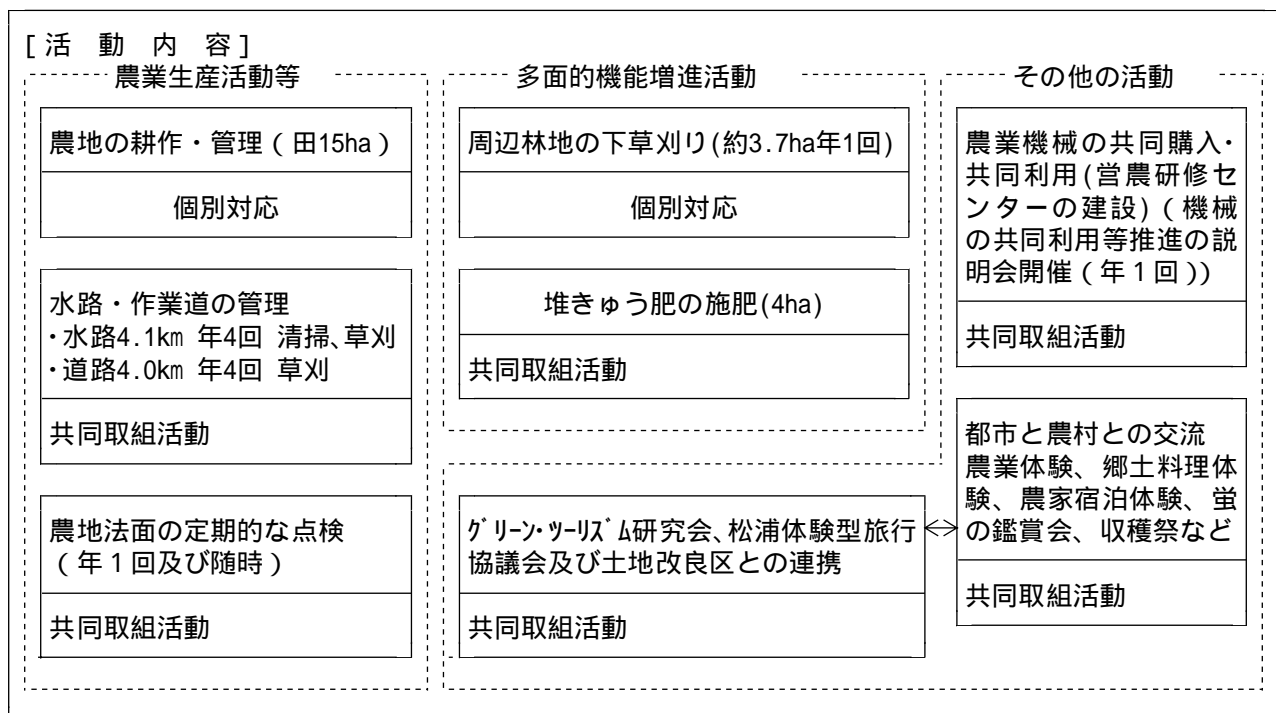 [活 動 内 容]
農業生産活動等
農地の耕作・管理（田15ha）
個別対応
水路・作業道の管理
・水路4.1km 年4回 清掃、草刈
・道路4.0km 年4回 草刈
共同取組活動
農地法面の定期的な点検
（年１回及び随時）
共同取組活動
多面的機能増進活動
周辺林地の下草刈り(約3.7ha年1回)
個別対応
堆きゅう肥の施肥(4ha)
共同取組活動
その他の活動
農業機械の共同購入・
共同利用(営農研修セ
ンターの建設)（機械
の共同利用等推進の説
明会開催（年１回））
共同取組活動
都市と農村との交流
農業体験、郷土料理体
験、農家宿泊体験、蛍
の鑑賞会、収穫祭など
共同取組活動
ｸﾞﾘｰﾝ・ﾂｰﾘｽﾞﾑ研究会、松浦体験型旅行
協議会及び土地改良区との連携
共同取組活動